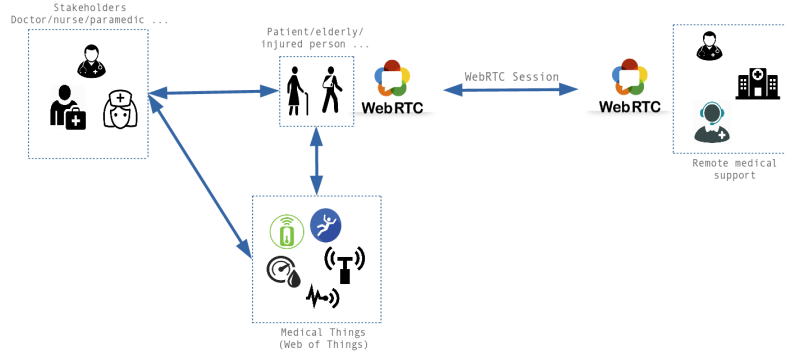 Stakeholders
Doctor/nurse/paramedic ...
Patient/elderly/
injured person ...
WebRTC
WebRTC Session
WebRTC
Remote medical
support
Medical Things
(Web of Things)